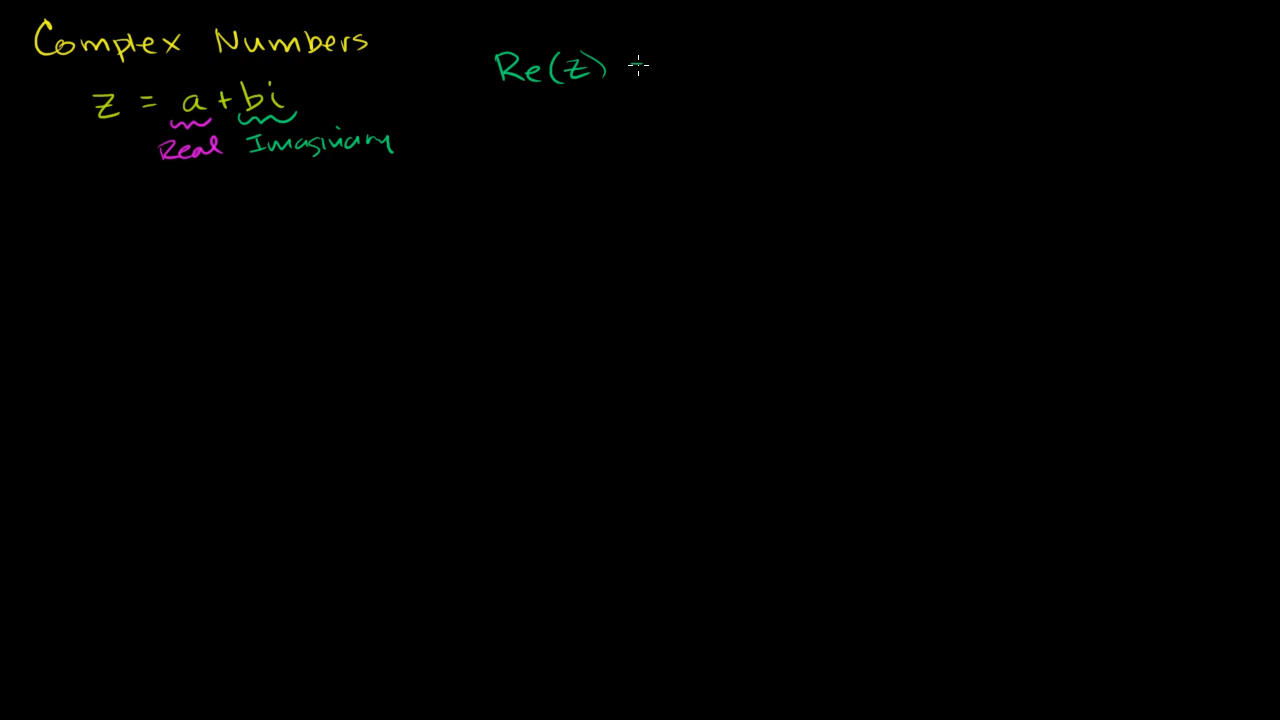 Complex Numbers
z = a + bi
Real Imaginary
Re(z) =